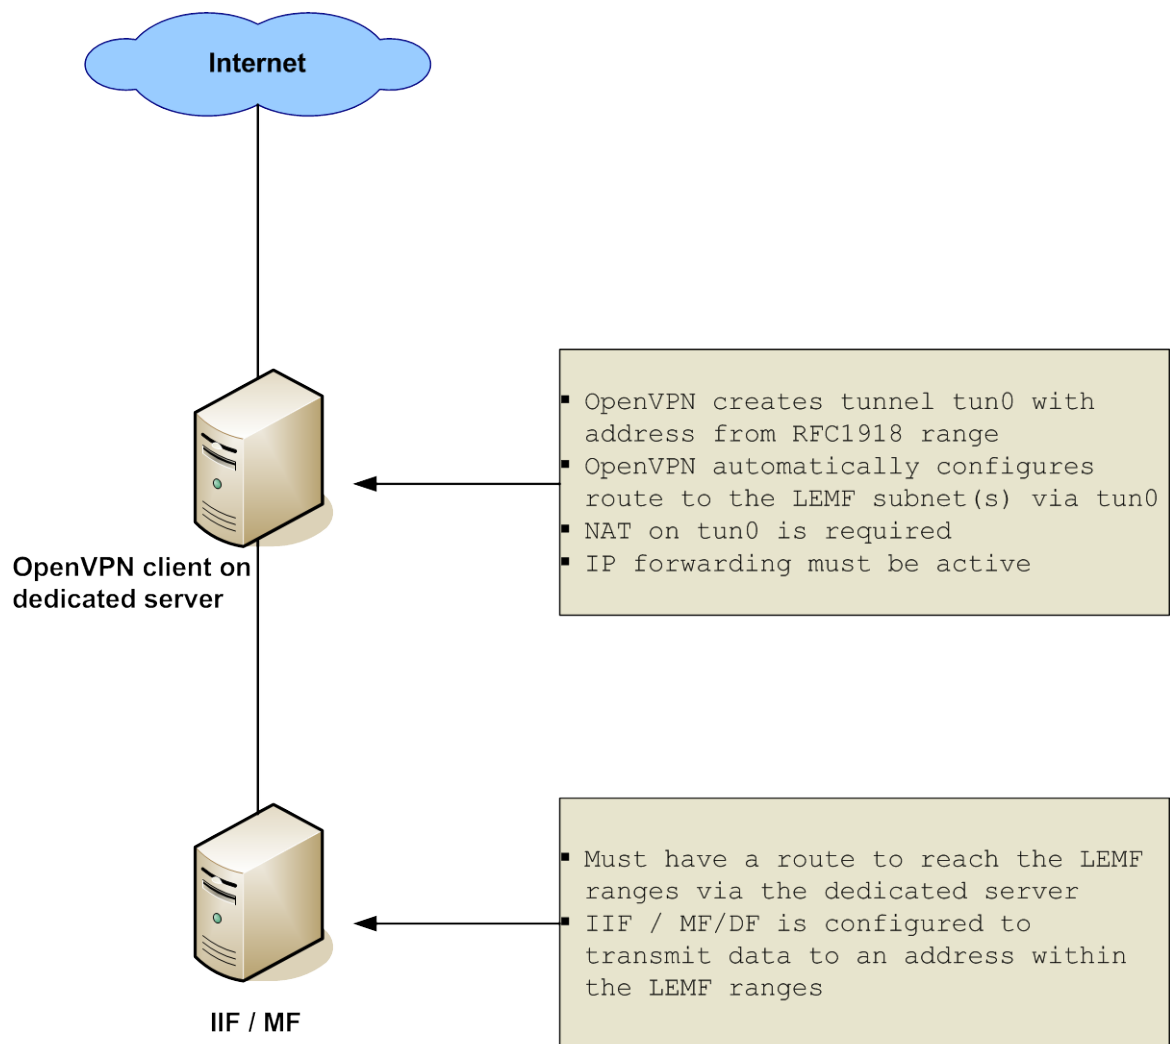 Internet
▪ OpenVPN creates tunnel tun0 with
address from RFC1918 range
▪ OpenVPN automatically configures
route to the LEMF subnet(s) via tun0
▪ NAT on tun0 is required
▪ IP forwarding must be active
OpenVPN client on
dedicated server
▪ Must have a route to reach the LEMF
ranges via the dedicated server
▪ IIF / MF/DF is configured to
transmit data to an address within
the LEMF ranges
IIF / MF